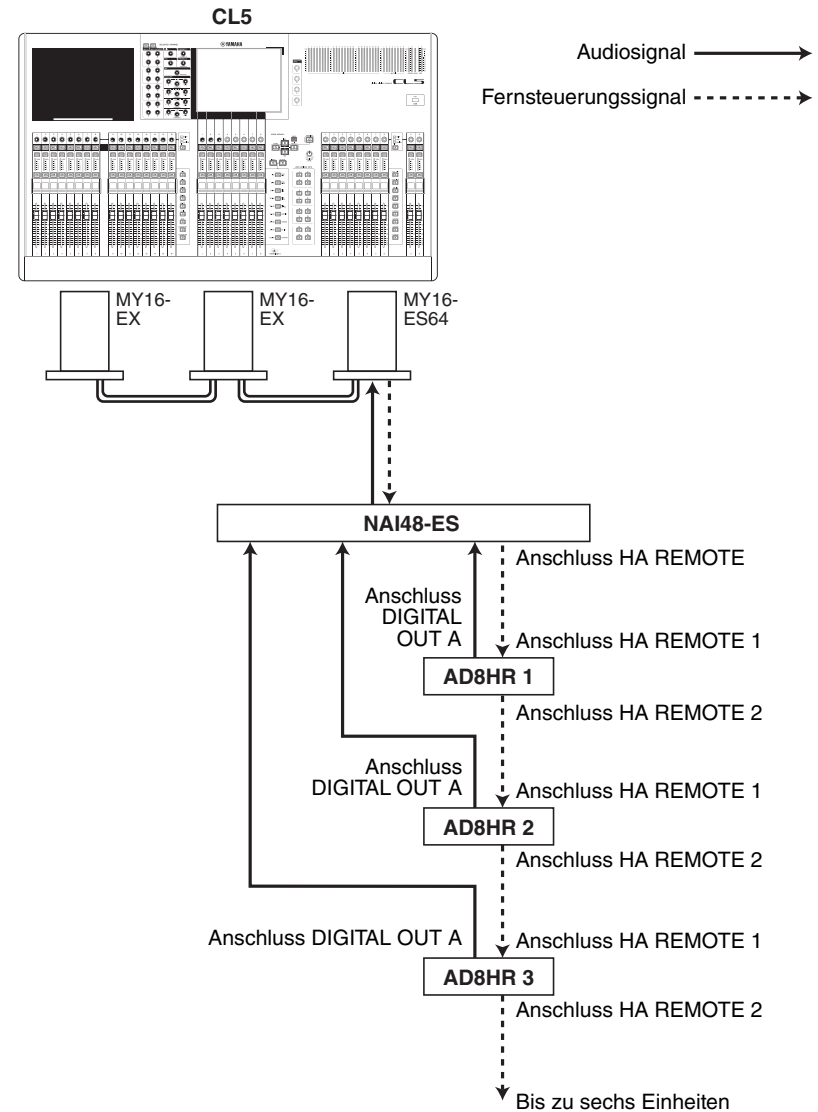 CL5
YAMAHA
Audiosignal
Fernsteuerungssignal
MY16-
EX
MY16-
EX
MY16-
ES64
NAI48-ES
Anschluss HA REMOTE
Anschluss
DIGITAL
OUT A
Anschluss HA REMOTE 1
AD8HR 1
Anschluss HA REMOTE 2
Anschluss
DIGITAL OUT A
Anschluss HA REMOTE 1
AD8HR 2
Anschluss HA REMOTE 2
Anschluss DIGITAL OUT A
Anschluss HA REMOTE 1
AD8HR 3
Anschluss HA REMOTE 2
Bis zu sechs Einheiten